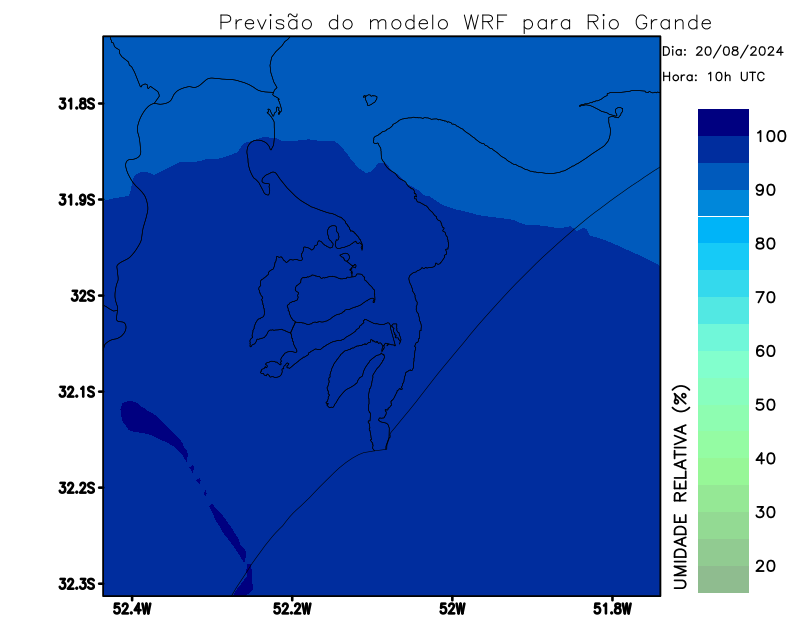 Previsão do modelo WRF para Rio Grande
Dia: 20/08/2024
Hora: 10h UTC
31.8S
31.9S
32S
32.1S
32.2S
32.3S
52.4W
52.2W
52W
51.8W
UMIDADE RELATIVA (%)
100
90
80
70
60
50
40
30
20